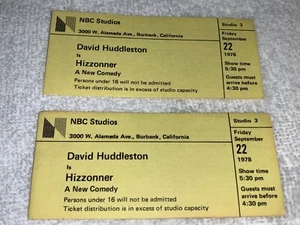 NBC Studios
3000 W. Alameda Ave., Burbank, California
David Huddleston
is
Hizzonner
A New Comedy
Persons under 16 will not be admitted
Ticket distribution is in excess of studio capacity
Studio 3
Friday
September
22
1978
Show time
5:30 pm
Guests must
arrive before
4:30 pm
NBC Studios
3000 W. Alameda Ave., Burbank, California
David Huddleston
is
Hizzonner
A New Comedy
Persons under 16 will not be admitted
Ticket distribution is in excess of studio capacity
Studio 3
Friday
September
22
1978
Show time
5:30 pm
Guests must
arrive before
4:30 pm